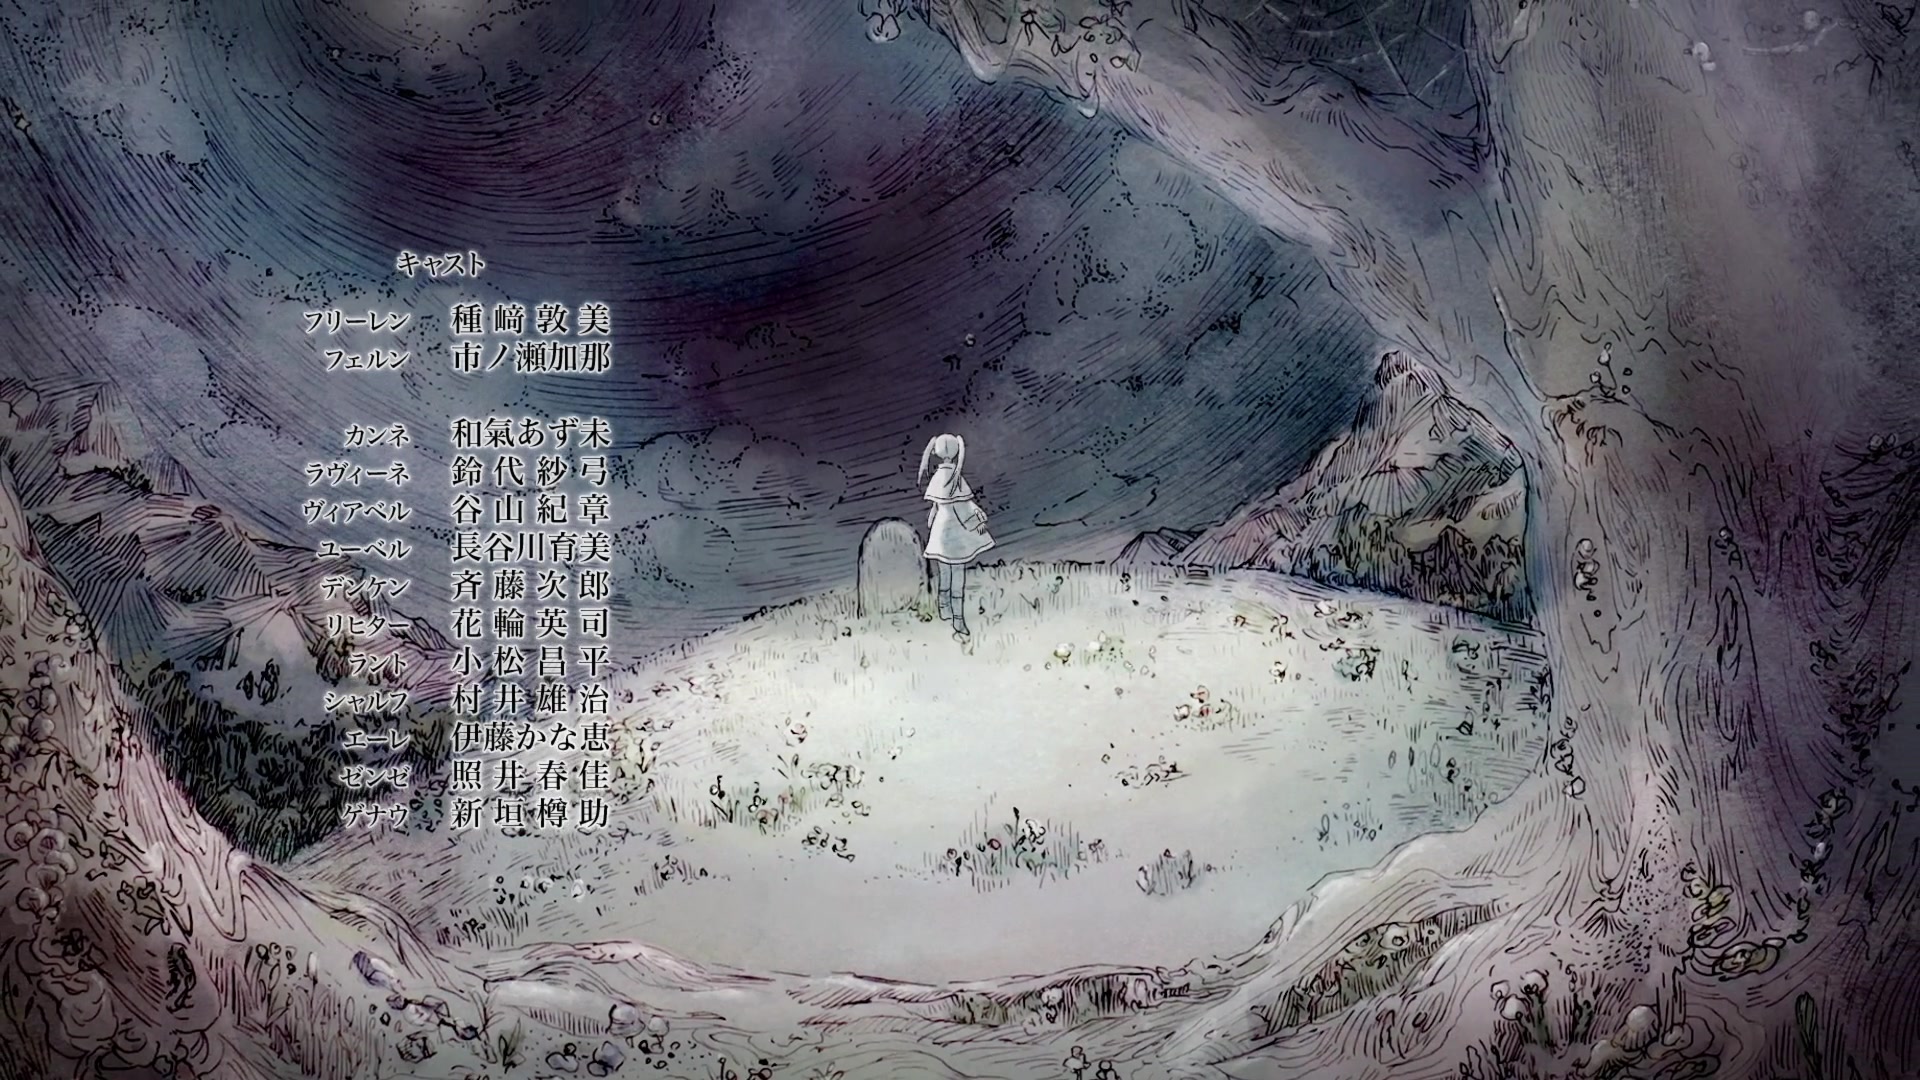 キャスト
フリーレン 種﨑敦美
フェルン 市ノ瀬加那
カンネ 和氣あず未
ラヴィーネ 鈴代紗弓
ヴィアベル 谷山紀章
ユーベル 長谷川育美
デンケン 斉藤次郎
リヒター 花輪英司
ラント 小松昌平
シャルフ 村井雄治
エーレ 伊藤かな恵
ゼンゼ 照井春佳
ゲナウ 新垣樽助